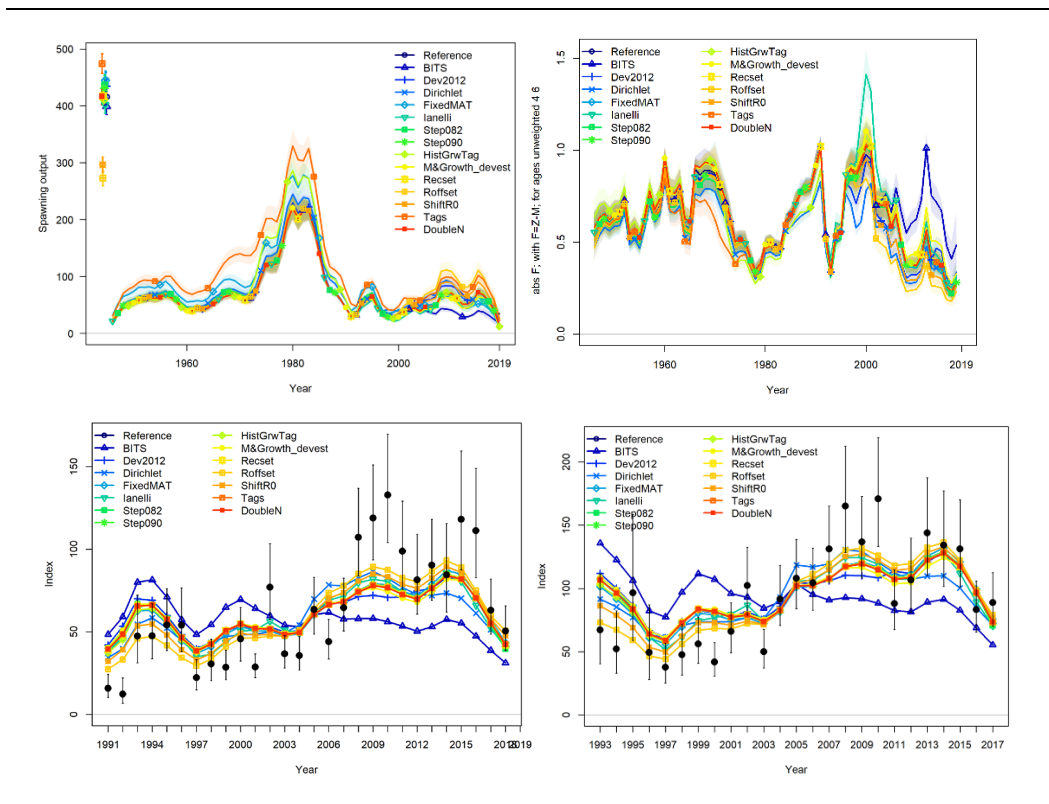 500
400
300
200
100
0
Spawning output
1960
1980
2000
2019
Year
Reference
BITS
Dev2012
Dirichlet
FixedMAT
Ianelli
Step082
Step090
HistGrwTag
M&Growth_devest
Recset
Roffset
ShiftR0
Tags
DoubleN
1.5
1.0
0.5
0.0
abs F; with F=Z-M; for ages unweighted 4 6
1960
1980
2000
2019
Year
Reference
BITS
Dev2012
Dirichlet
FixedMAT
Ianelli
Step082
Step090
HistGrwTag
M&Growth_devest
Recset
Roffset
ShiftR0
Tags
DoubleN
150
100
50
0
Index
1991
1994
1997
2000
2003
2006
2009
2012
2015
2018
2019
Year
Reference
BITS
Dev2012
Dirichlet
FixedMAT
Ianelli
Step082
Step090
HistGrwTag
M&Growth_devest
Recset
Roffset
ShiftR0
Tags
DoubleN
200
150
100
50
0
Index
1993
1995
1997
1999
2001
2003
2005
2007
2009
2011
2013
2015
2017
Year
Reference
BITS
Dev2012
Dirichlet
FixedMAT
Ianelli
Step082
Step090
HistGrwTag
M&Growth_devest
Recset
Roffset
ShiftR0
Tags
DoubleN